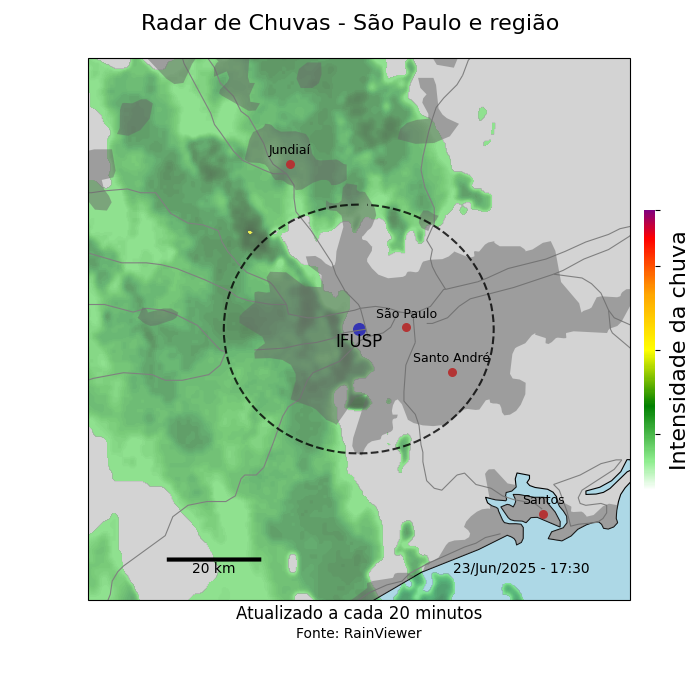 Radar de Chuvas - São Paulo e região
Jundiaí
São Paulo
IFUSP
Santo André
Santos
20 km
23/Jun/2025 - 17:30
Intensidade da chuva
Atualizado a cada 20 minutos
Fonte: RainViewer